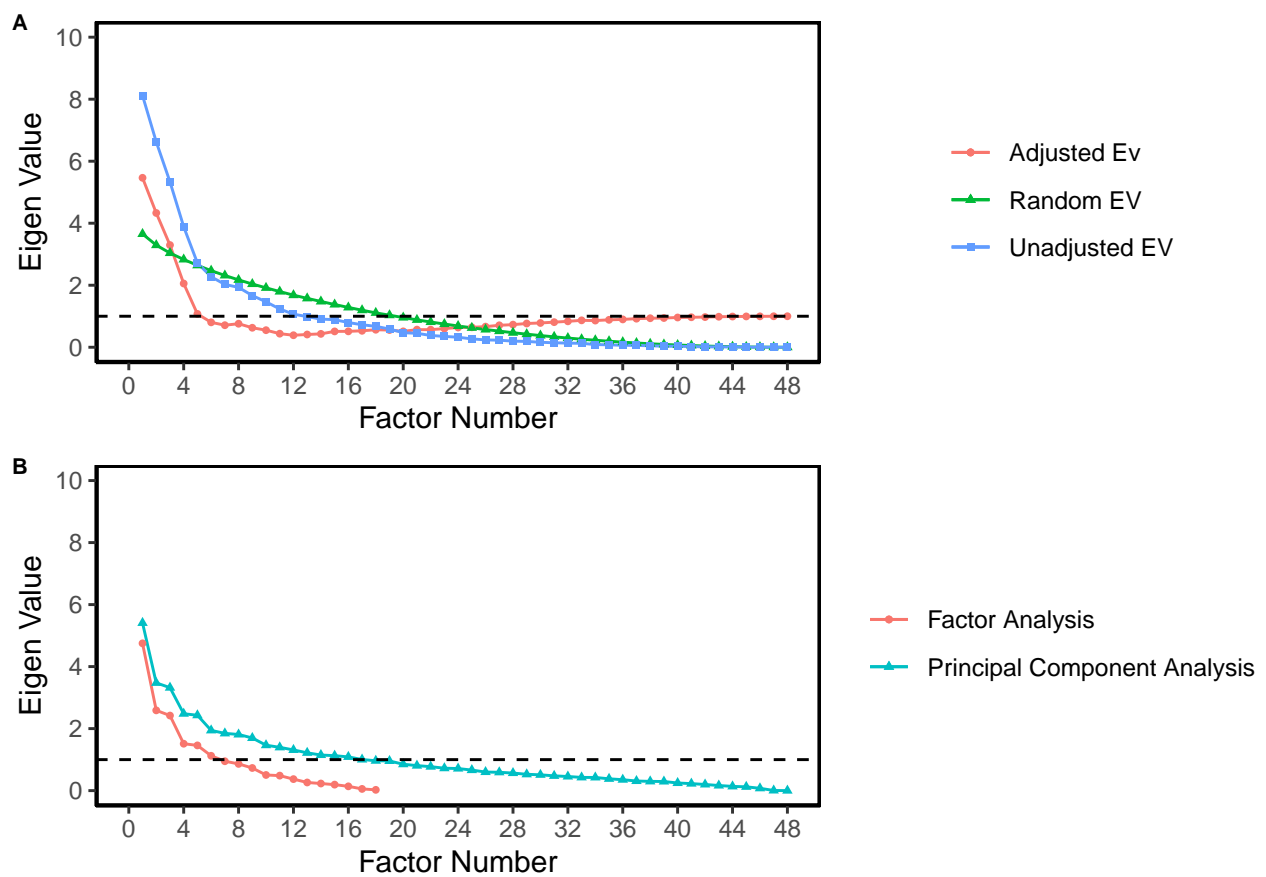 A
10
8
6
4
2
0
Eigen Value
0 4 8 12 16 20 24 28 32 36 40 44 48
Factor Number
Adjusted Ev
Random EV
Unadjusted EV
B
10
8
6
4
2
0
Eigen Value
0 4 8 12 16 20 24 28 32 36 40 44 48
Factor Number
Factor Analysis
Principal Component Analysis